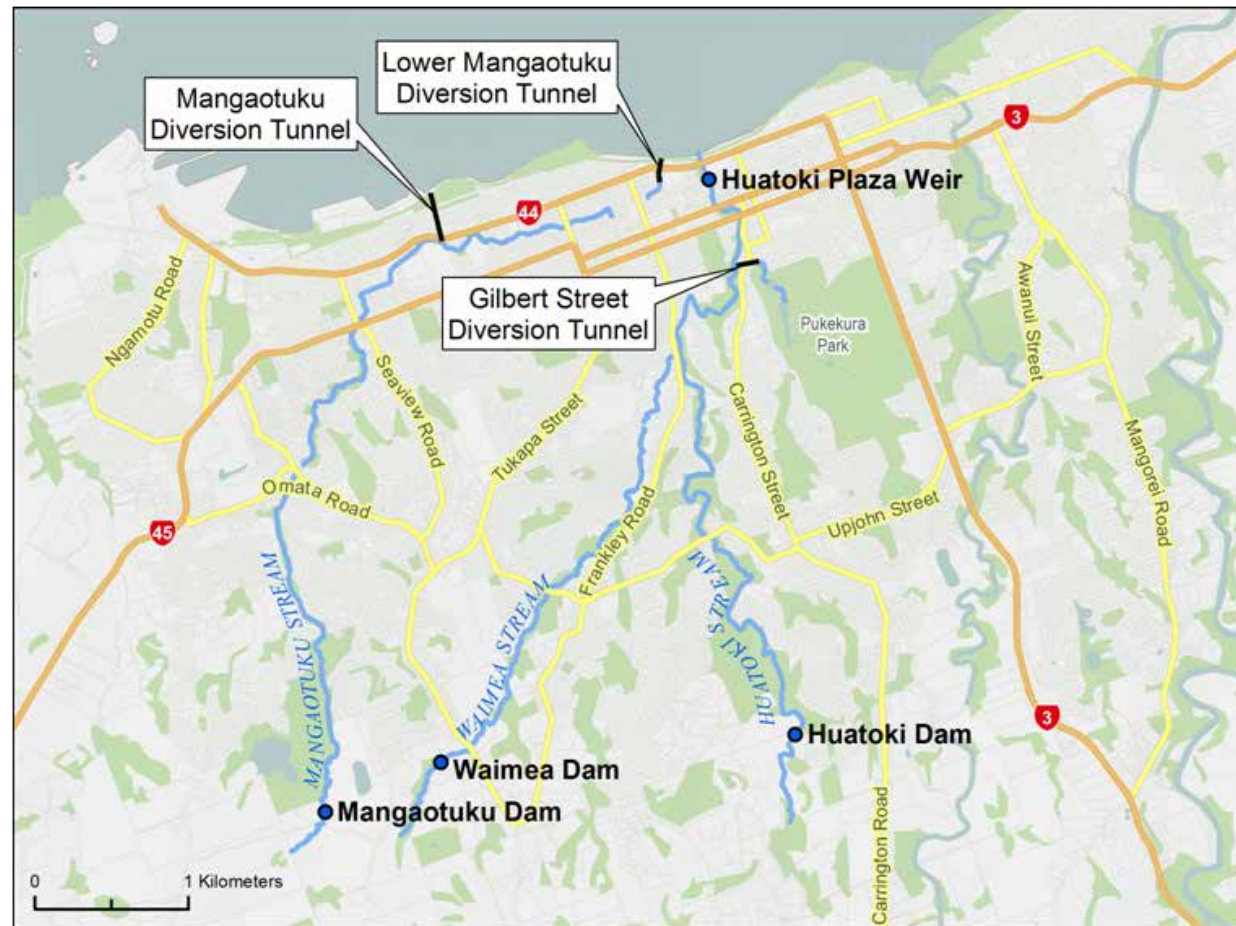 Lower Mangaotuku
Diversion Tunnel
Mangaotuku
Diversion Tunnel
3
Huatoki Plaza Weir
44
Gilbert Street
Diversion Tunnel
Pukekura
Park
Ngamotu Road
Seaview Road
Tukapa Street
Awanui Street
Carrington Street
Mangorei Road
Omata Road
Frankley Road
Upjohn Street
45
MANGAOTUKU STREAM
WAIMEA STREAM
HUATOKI STREAM
3
Huatoki Dam
Waimea Dam
Mangaotuku Dam
Carrington Road
0 1 Kilometers